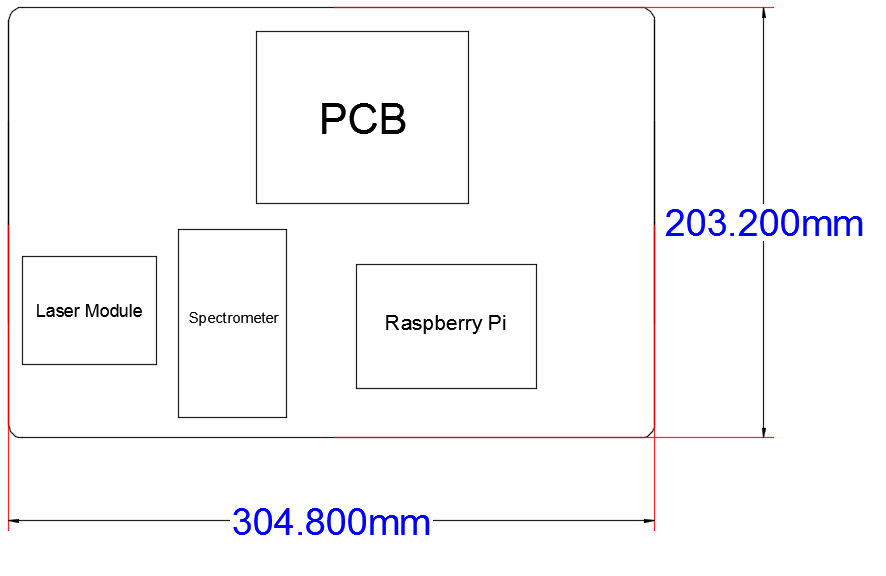 PCB
203.200mm
Laser Module
Spectrometer
Raspberry Pi
304.800mm